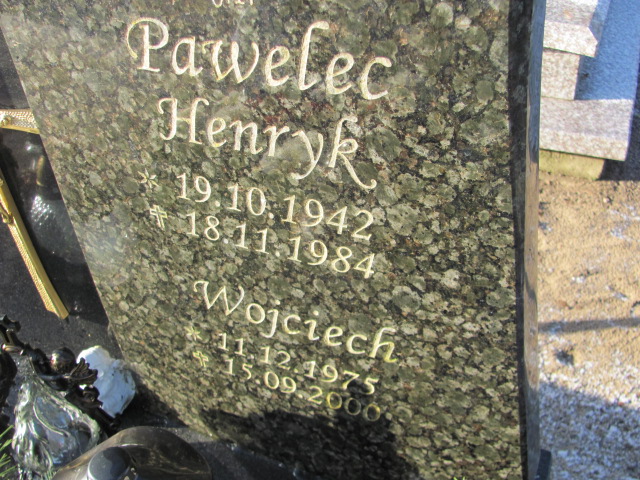 Pawelec
Henryk
* 19.10.1942
✝ 18.11.1984
Wojciech
* 11.12.1975
✝ 15.09.2000